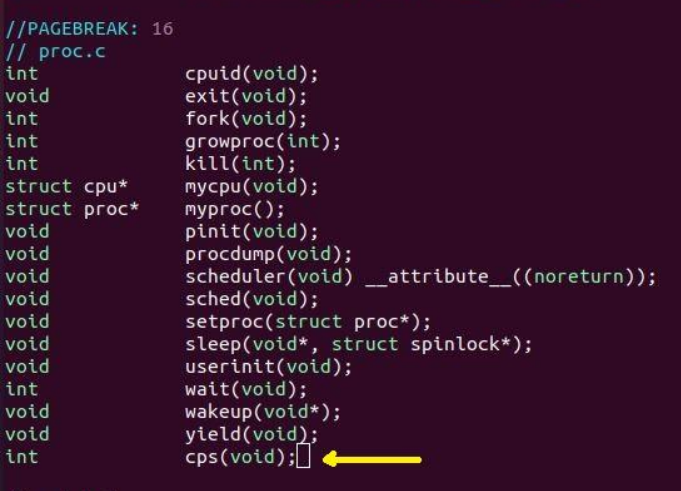 //PAGEBREAK: 16
// proc.c
int             cpuid(void);
void            exit(void);
int             fork(void);
int             growproc(int);
int             kill(int);
struct cpu*     mycpu(void);
struct proc*    myproc();
void            pinit(void);
void            procdump(void);
void            scheduler(void) __attribute__((noreturn));
void            sched(void);
void            setproc(struct proc*);
void            sleep(void*, struct spinlock*);
void            userinit(void);
int             wait(void);
void            wakeup(void*);
void            yield(void);
int             cps(void);